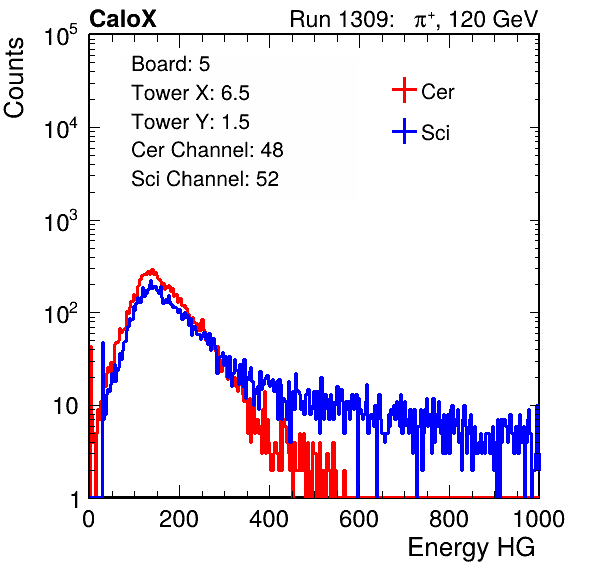 CaloX Run 1309: π⁺, 120 GeV
Counts
10⁵
10⁴
10³
10²
10
1
Board: 5
Tower X: 6.5
Tower Y: 1.5
Cer Channel: 48
Sci Channel: 52
Cer
Sci
0 200 400 600 800 1000
Energy HG